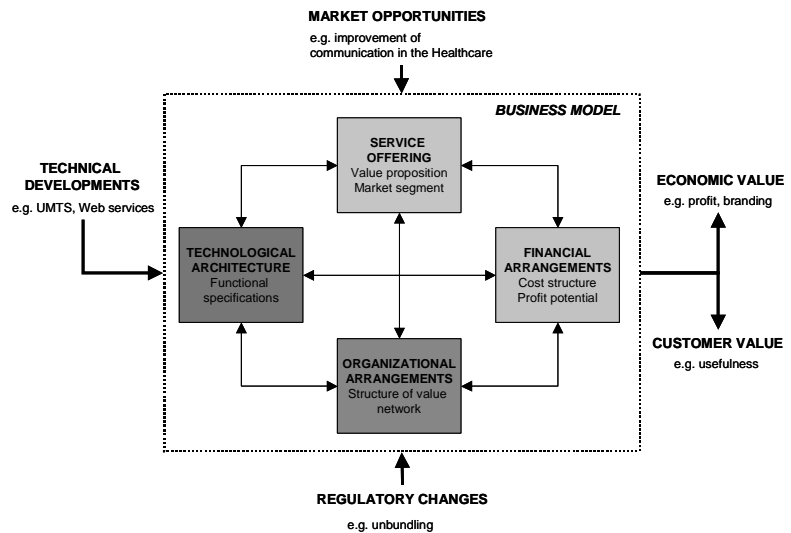 MARKET OPPORTUNITIES
e.g. improvement of
communication in the Healthcare
BUSINESS MODEL
SERVICE
OFFERING
Value proposition
Market segment
TECHNICAL
DEVELOPMENTS
e.g. UMTS, Web services
ECONOMIC VALUE
e.g. profit, branding
TECHNOLOGICAL
ARCHITECTURE
Functional
specifications
FINANCIAL
ARRANGEMENTS
Cost structure
Profit potential
CUSTOMER VALUE
e.g. usefulness
ORGANIZATIONAL
ARRANGEMENTS
Structure of value
network
REGULATORY CHANGES
e.g. unbundling